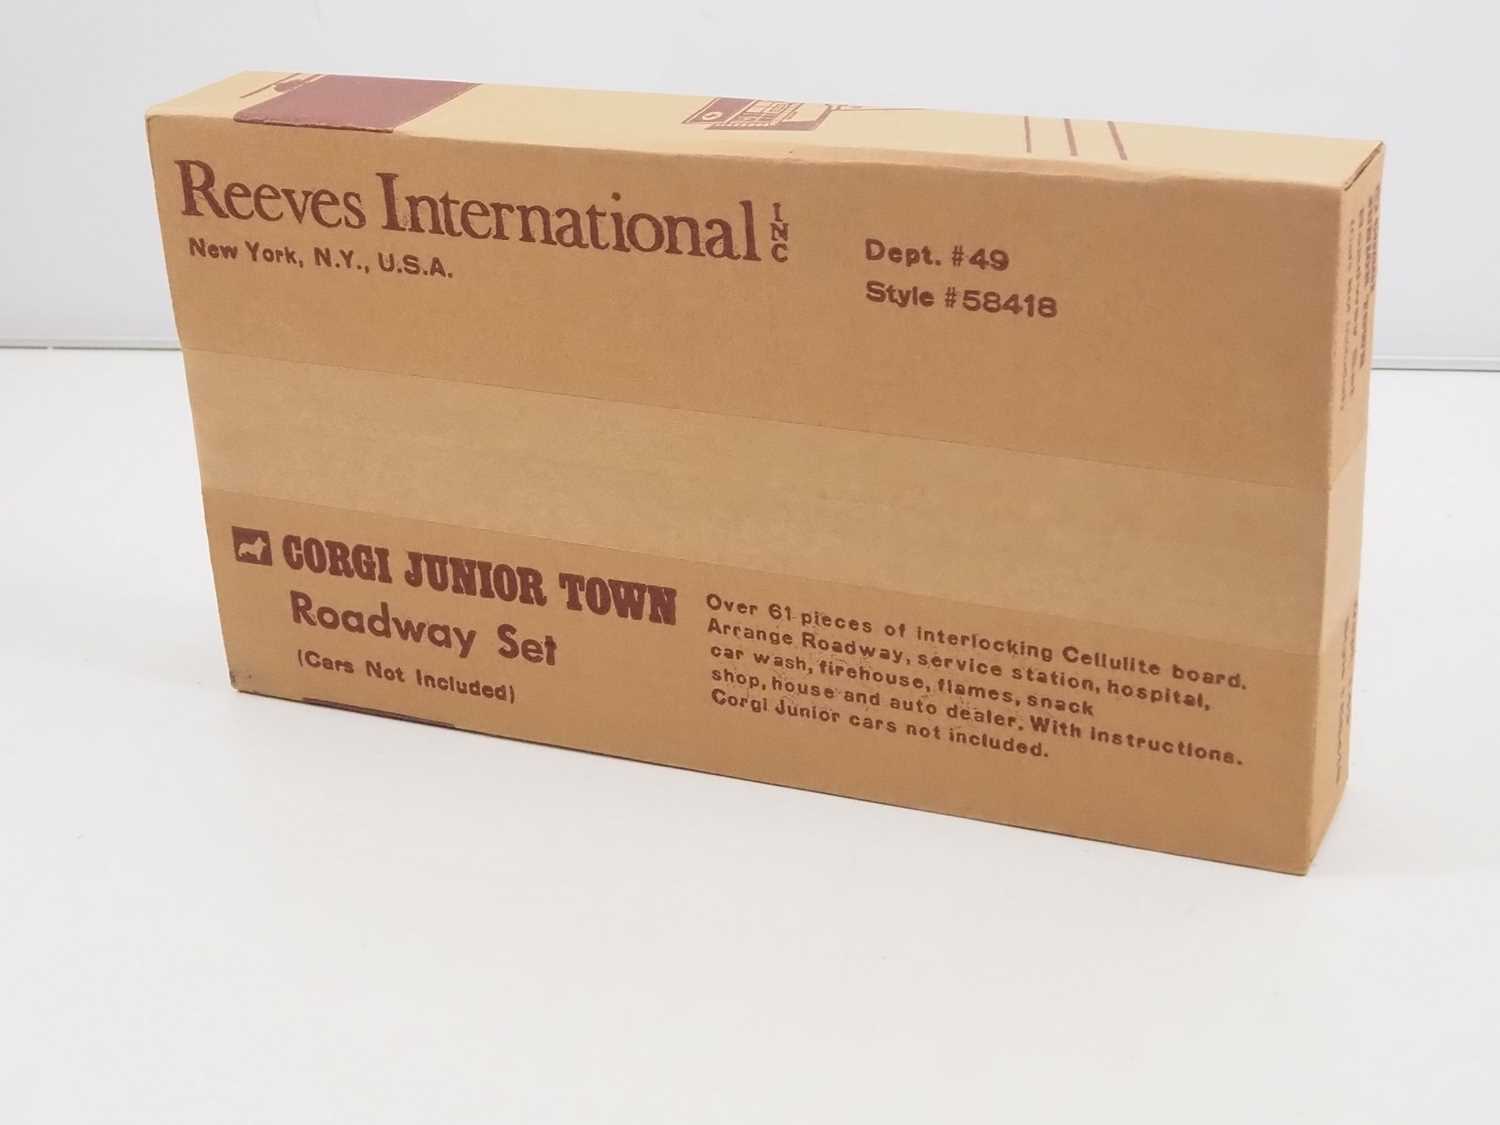 Reeves International INC
New York, N.Y., U.S.A.
Dept. #49
Style #58418
CORGI JUNIOR TOWN
Roadway Set
(Cars Not Included)
Over 61 pieces of interlocking Cellulite board.
Arrange Roadway, service station, hospital,
car wash, firehouse, flames, snack
shop, house and auto dealer. With instructions.
Corgi Junior cars not included.